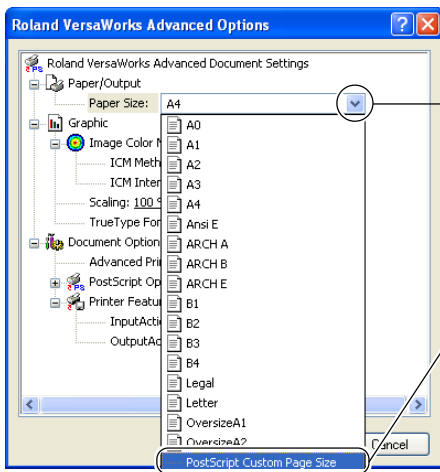 Roland VersaWorks Advanced Options
Roland VersaWorks Advanced Document Settings
Paper/Output
Paper Size: A4
Graphic
Image Color M
ICM Meth
ICM Inter
Scaling: 100 %
TrueType For
Document Option
Advanced Pri
PostScript Op
Printer Featu
InputActi
OutputAc
A0
A1
A2
A3
A4
Ansi E
ARCH A
ARCH B
ARCH E
B1
B2
B3
B4
Legal
Letter
OversizeA1
OversizeA2
PostScript Custom Page Size
Cancel